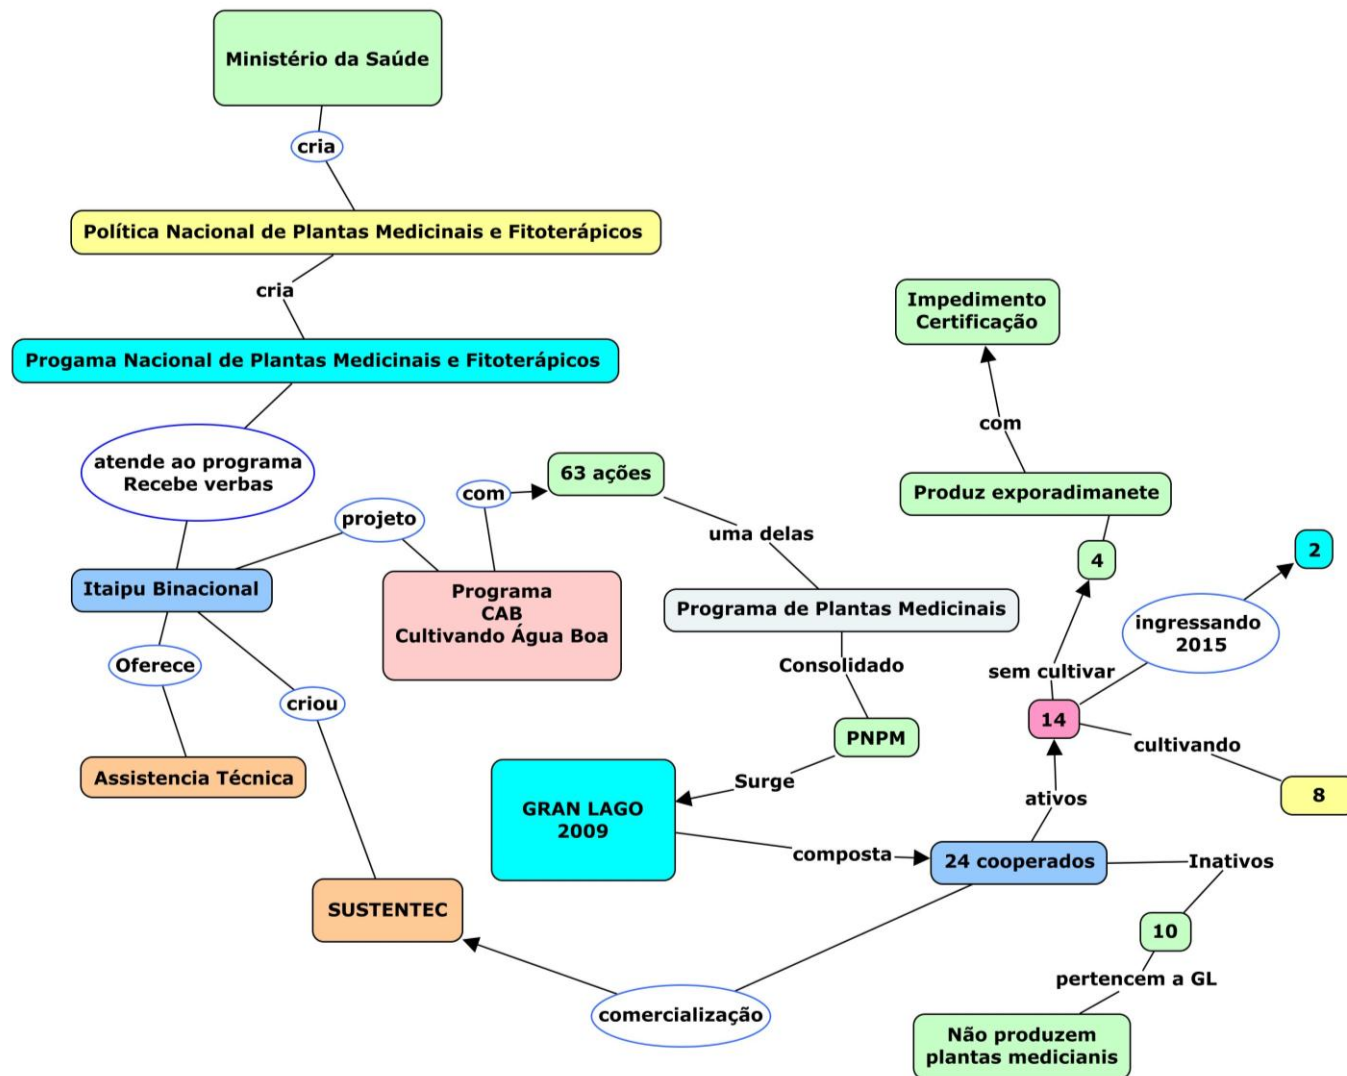 Ministério da Saúde
cria
Política Nacional de Plantas Medicinais e Fitoterápicos
cria
Progama Nacional de Plantas Medicinais e Fitoterápicos
atende ao programa
Recebe verbas
projeto
com
63 ações
uma delas
Itaipu Binacional
Programa
CAB
Cultivando Água Boa
Programa de Plantas Medicinais
Oferece
criou
Consolidado
Assistencia Técnica
PNPM
Surge
GRAN LAGO
2009
SUSTENTEC
composta
24 cooperados
comercialização
Impedimento
Certificação
com
Produz exporadimanete
4
2
ingressando
2015
sem cultivar
14
cultivando
8
ativos
Inativos
10
pertencem a GL
Não produzem
plantas medicianis